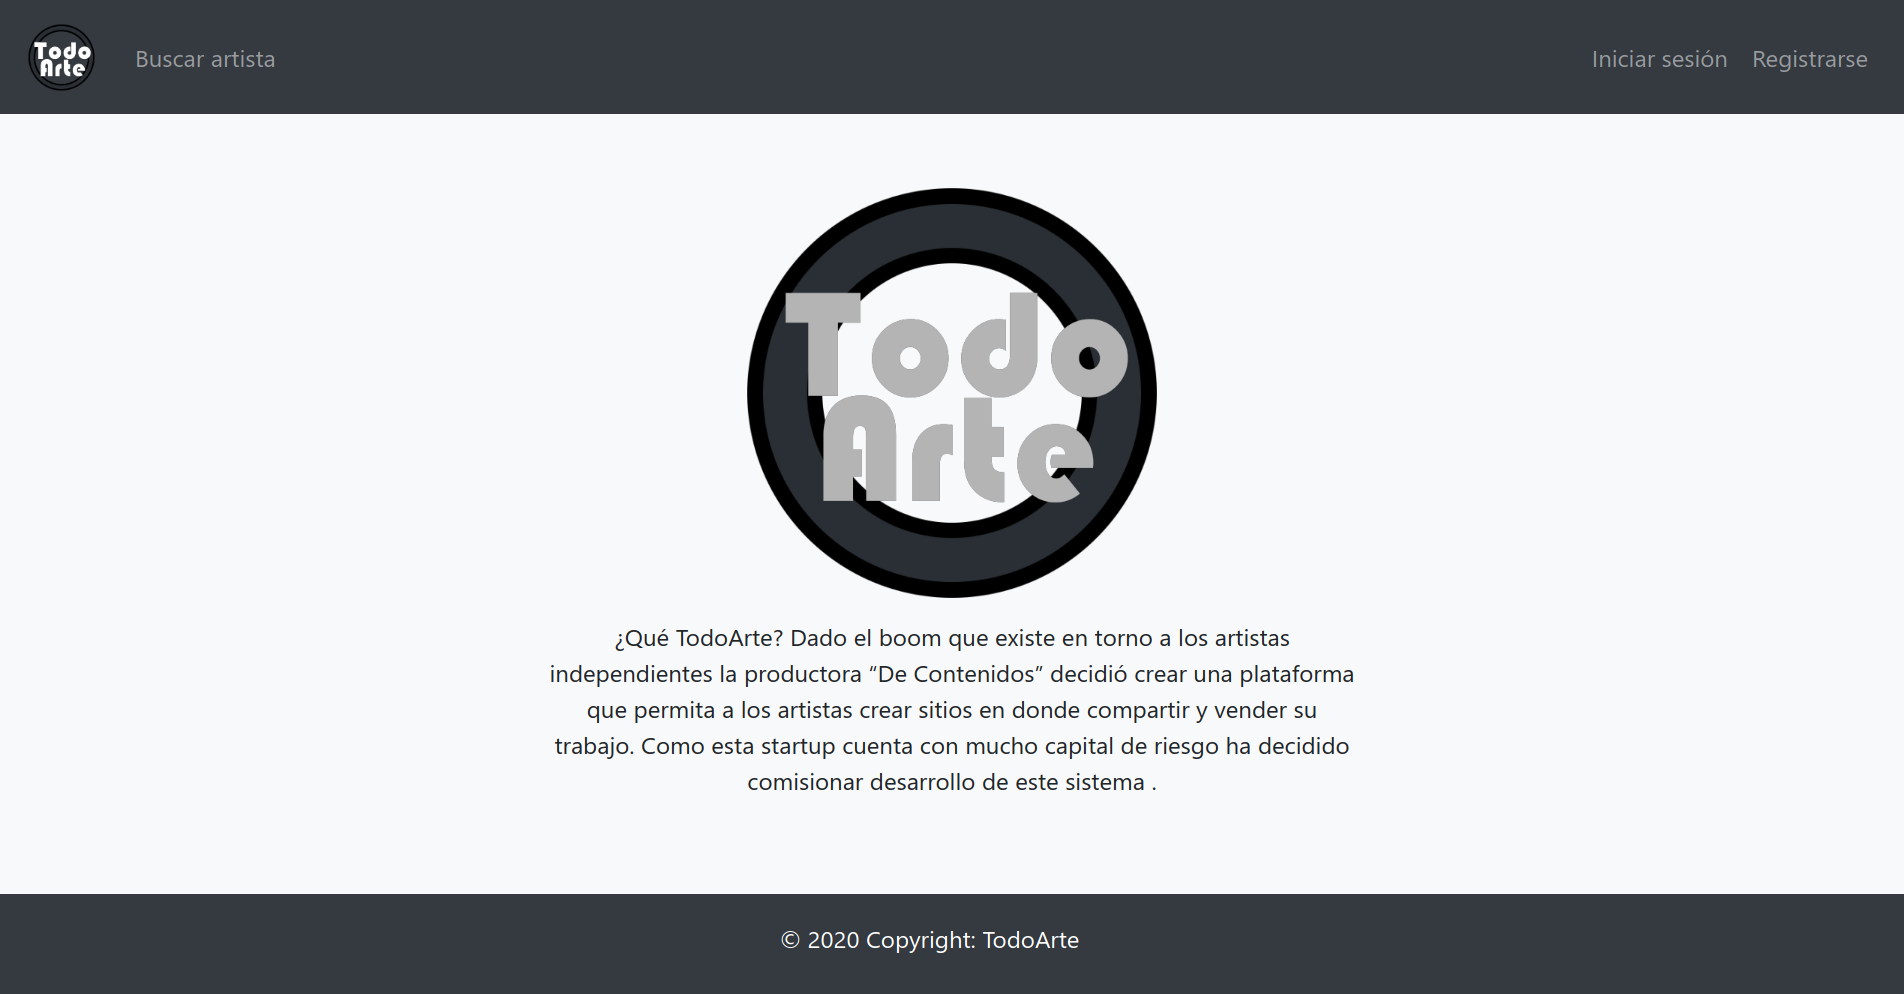 Todo
Arte
Buscar artista
Iniciar sesión
Registrarse
Todo
Arte
¿Qué TodoArte? Dado el boom que existe en torno a los artistas
independientes la productora “De Contenidos” decidió crear una plataforma
que permita a los artistas crear sitios en donde compartir y vender su
trabajo. Como esta startup cuenta con mucho capital de riesgo ha decidido
comisionar desarrollo de este sistema .
© 2020 Copyright: TodoArte